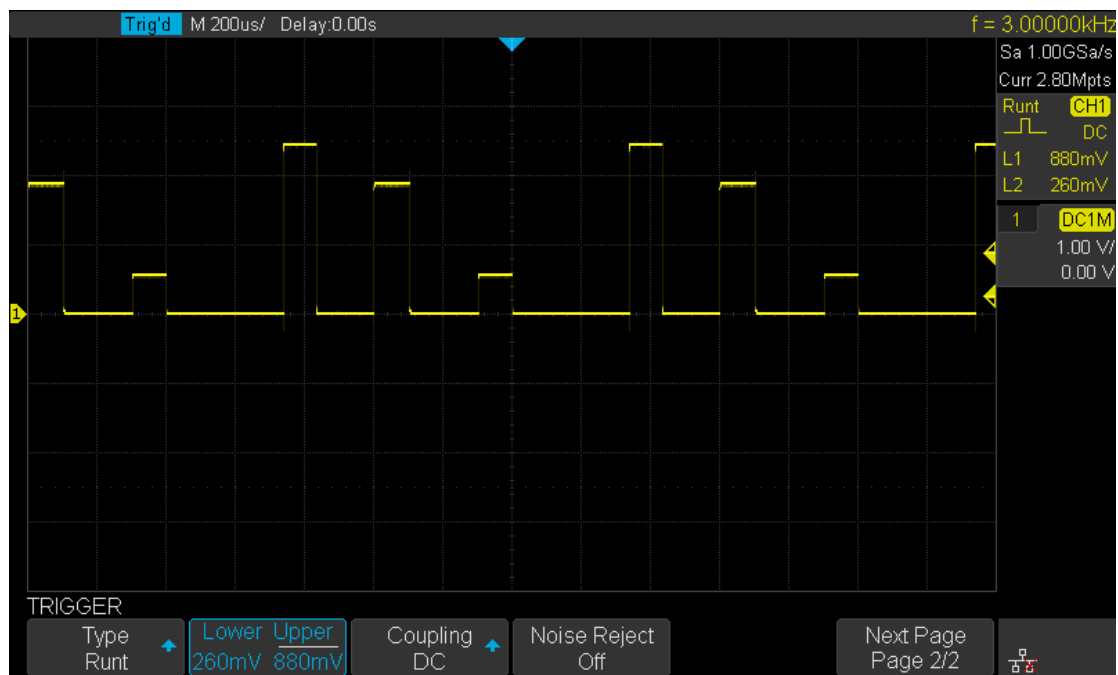 Trig'd M 200us/ Delay:0.00s f = 3.00000kHz
Sa 1.00GSa/s
Curr 2.80Mpts
Runt CH1
DC
L1 880mV
L2 260mV
1 DC1M
1.00 V/
0.00 V
1
TRIGGER
Type Lower Upper Coupling Noise Reject Next Page
Runt 260mV 880mV DC Off Page 2/2